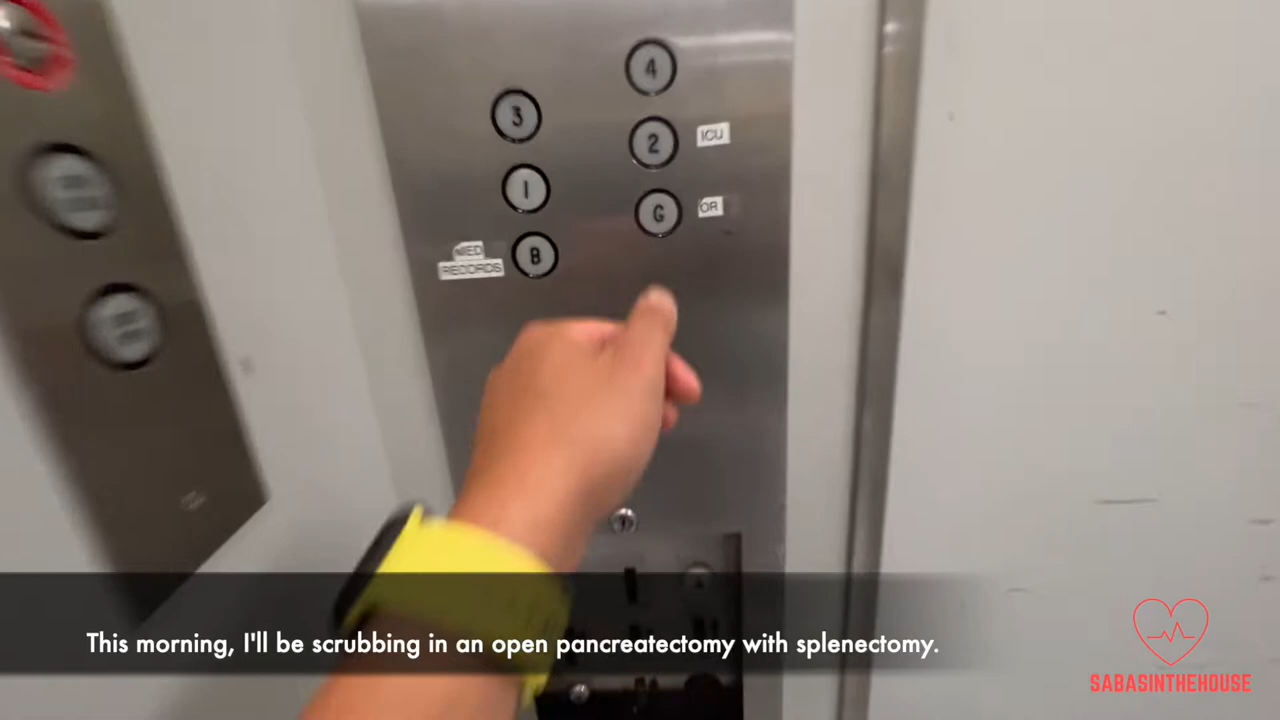 4
3
2 ICU
1
G OR
MED
RECORDS B
This morning, I'll be scrubbing in an open pancreatectomy with splenectomy.
SABASINTHEHOUSE